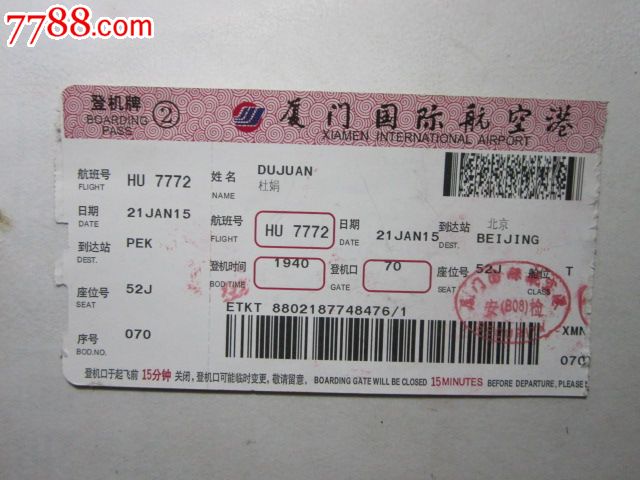 7788.com
登机牌 ② 厦门国际航空港
BOARDING PASS XIAMEN INTERNATIONAL AIRPORT
航班号 HU 7772 姓名 DUJUAN
FLIGHT NAME 杜娟
日期 21JAN15 航班号 HU 7772 日期 21JAN15 到达站 北京
DATE FLIGHT DATE DEST. BEIJING
到达站 PEK 登机时间 1940 登机口 70 座位号 52J 舱位 T
DEST. BOD TIME GATE SEAT CLASS
座位号 52J ETKT 8802187748476/1
SEAT
安(B08)检
XMN
序号 070 070
BOD.NO.
登机口于起飞前 15分钟 关闭，登机口可能临时变更，敬请留意。 BOARDING GATE WILL BE CLOSED 15 MINUTES BEFORE DEPARTURE, PLEASE